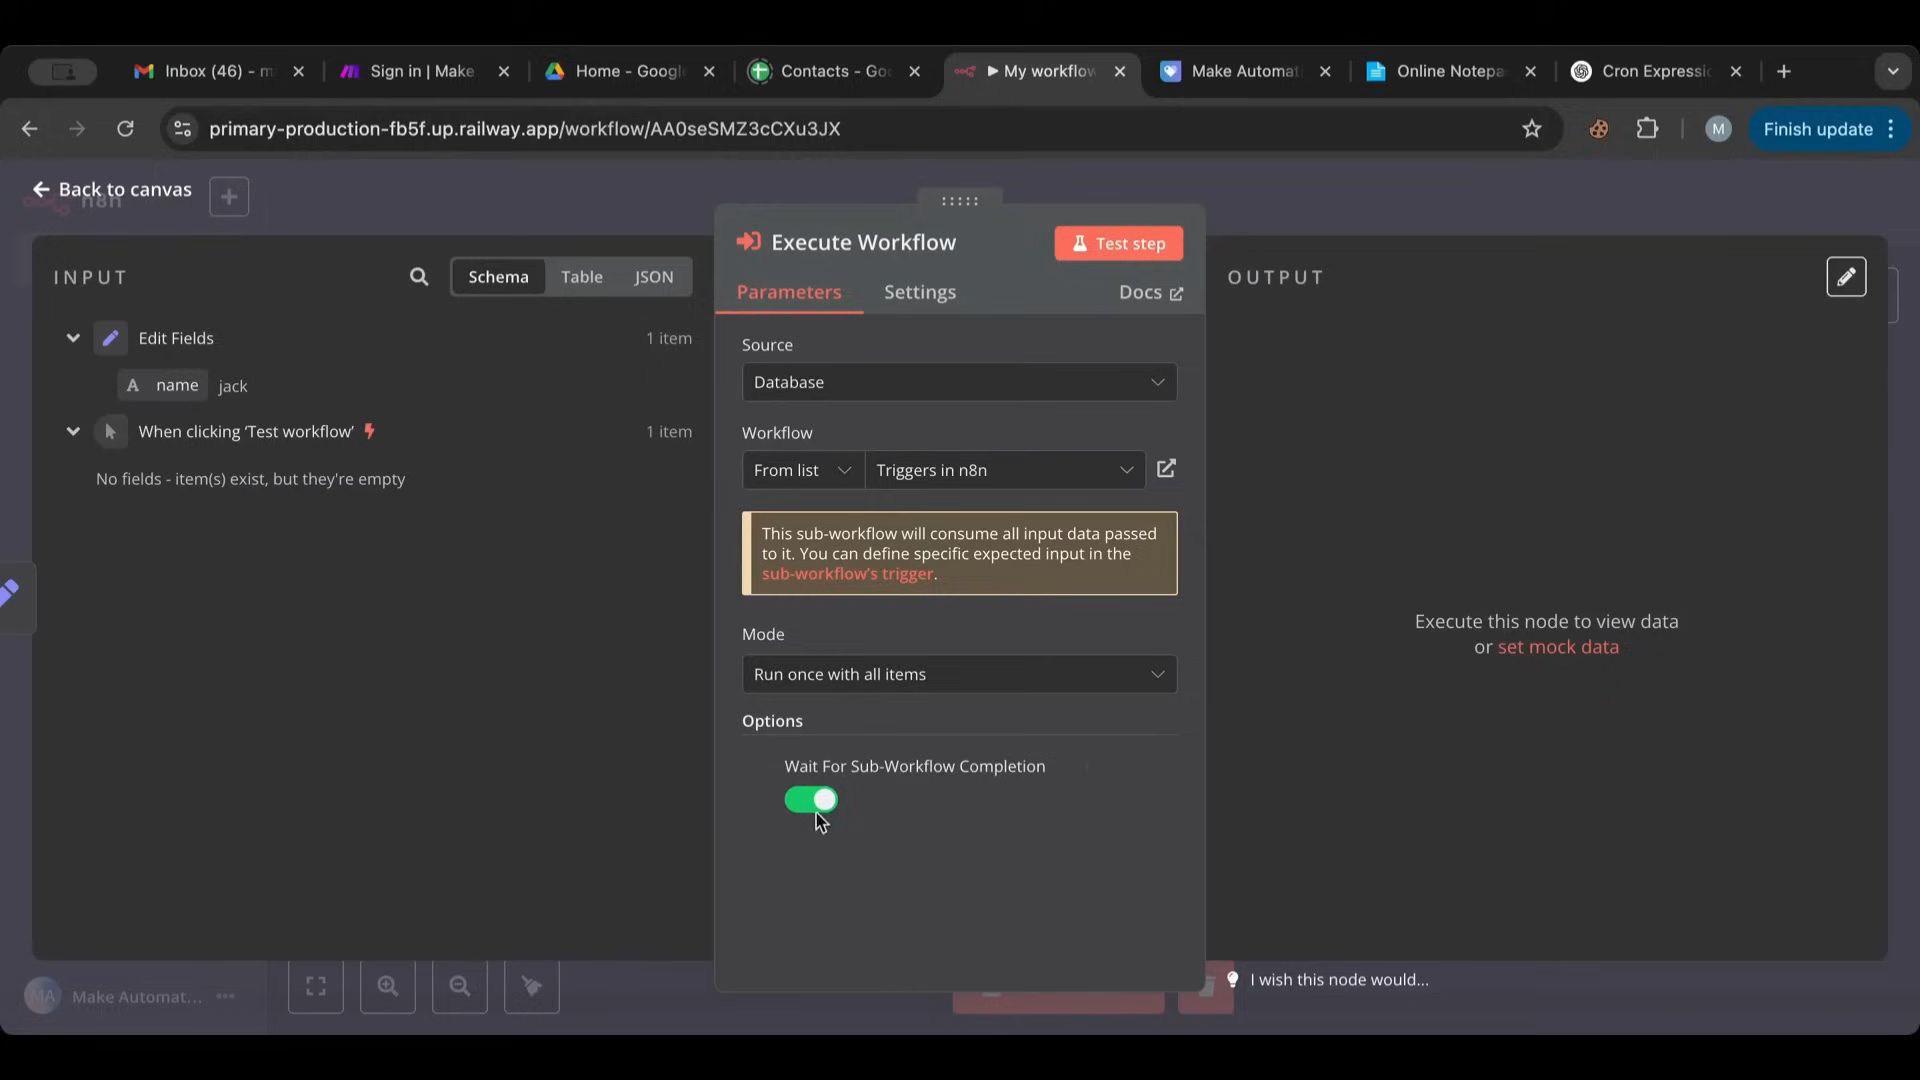 Inbox (46) - m
Sign in | Make
Home - Googl
Contacts - Goo
▶ My workflow
Make Automat
Online Notepa
Cron Expressi
primary-production-fb5f.up.railway.app/workflow/AA0seSMZ3cCXu3JX
M
Finish update
Back to canvas
n8n
Execute Workflow
Test step
INPUT
Schema
Table
JSON
OUTPUT
Parameters
Settings
Docs
Edit Fields
1 item
A name jack
When clicking ‘Test workflow’
1 item
No fields - item(s) exist, but they're empty
Source
Database
Workflow
From list
Triggers in n8n
This sub-workflow will consume all input data passed
to it. You can define specific expected input in the
sub-workflow’s trigger.
Mode
Run once with all items
Options
Wait For Sub-Workflow Completion
Execute this node to view data
or set mock data
MA
Make Automat...
I wish this node would...